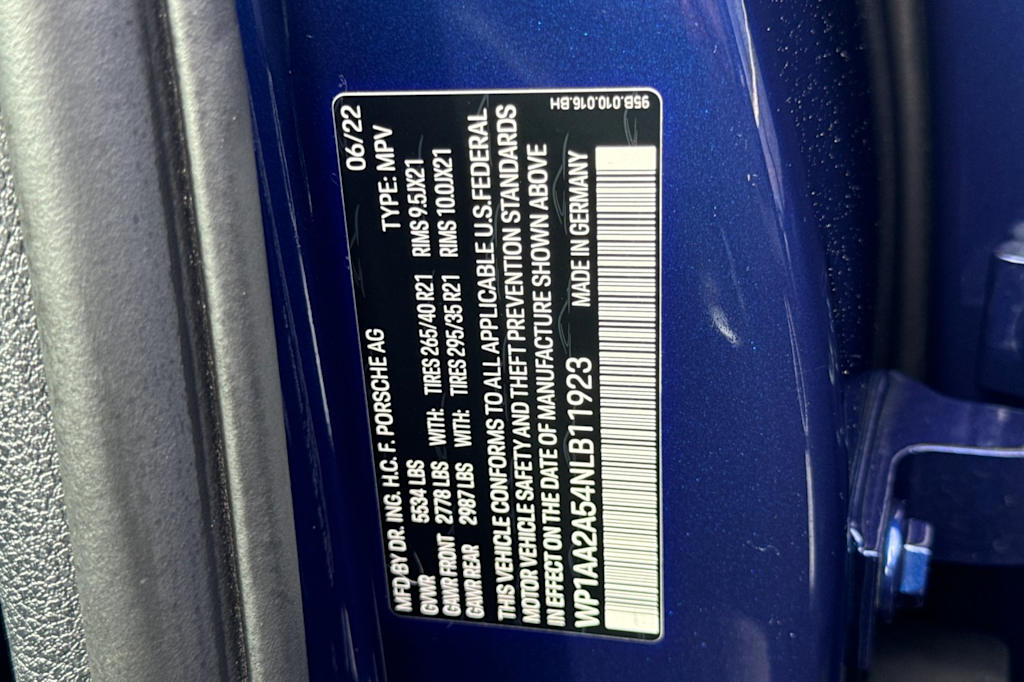 MFD BY DR. ING. H.C. F. PORSCHE AG 06/22
GVWR 5534 LBS TYPE: MPV
GAWR FRONT 2778 LBS WITH: TIRES 265/40 R21 RIMS 9.5JX21
GAWR REAR 2987 LBS WITH: TIRES 295/35 R21 RIMS 10.0JX21
THIS VEHICLE CONFORMS TO ALL APPLICABLE U.S.FEDERAL
MOTOR VEHICLE SAFETY AND THEFT PREVENTION STANDARDS
IN EFFECT ON THE DATE OF MANUFACTURE SHOWN ABOVE
WP1AA2A54NLB11923 MADE IN GERMANY
95B.010.016.BH